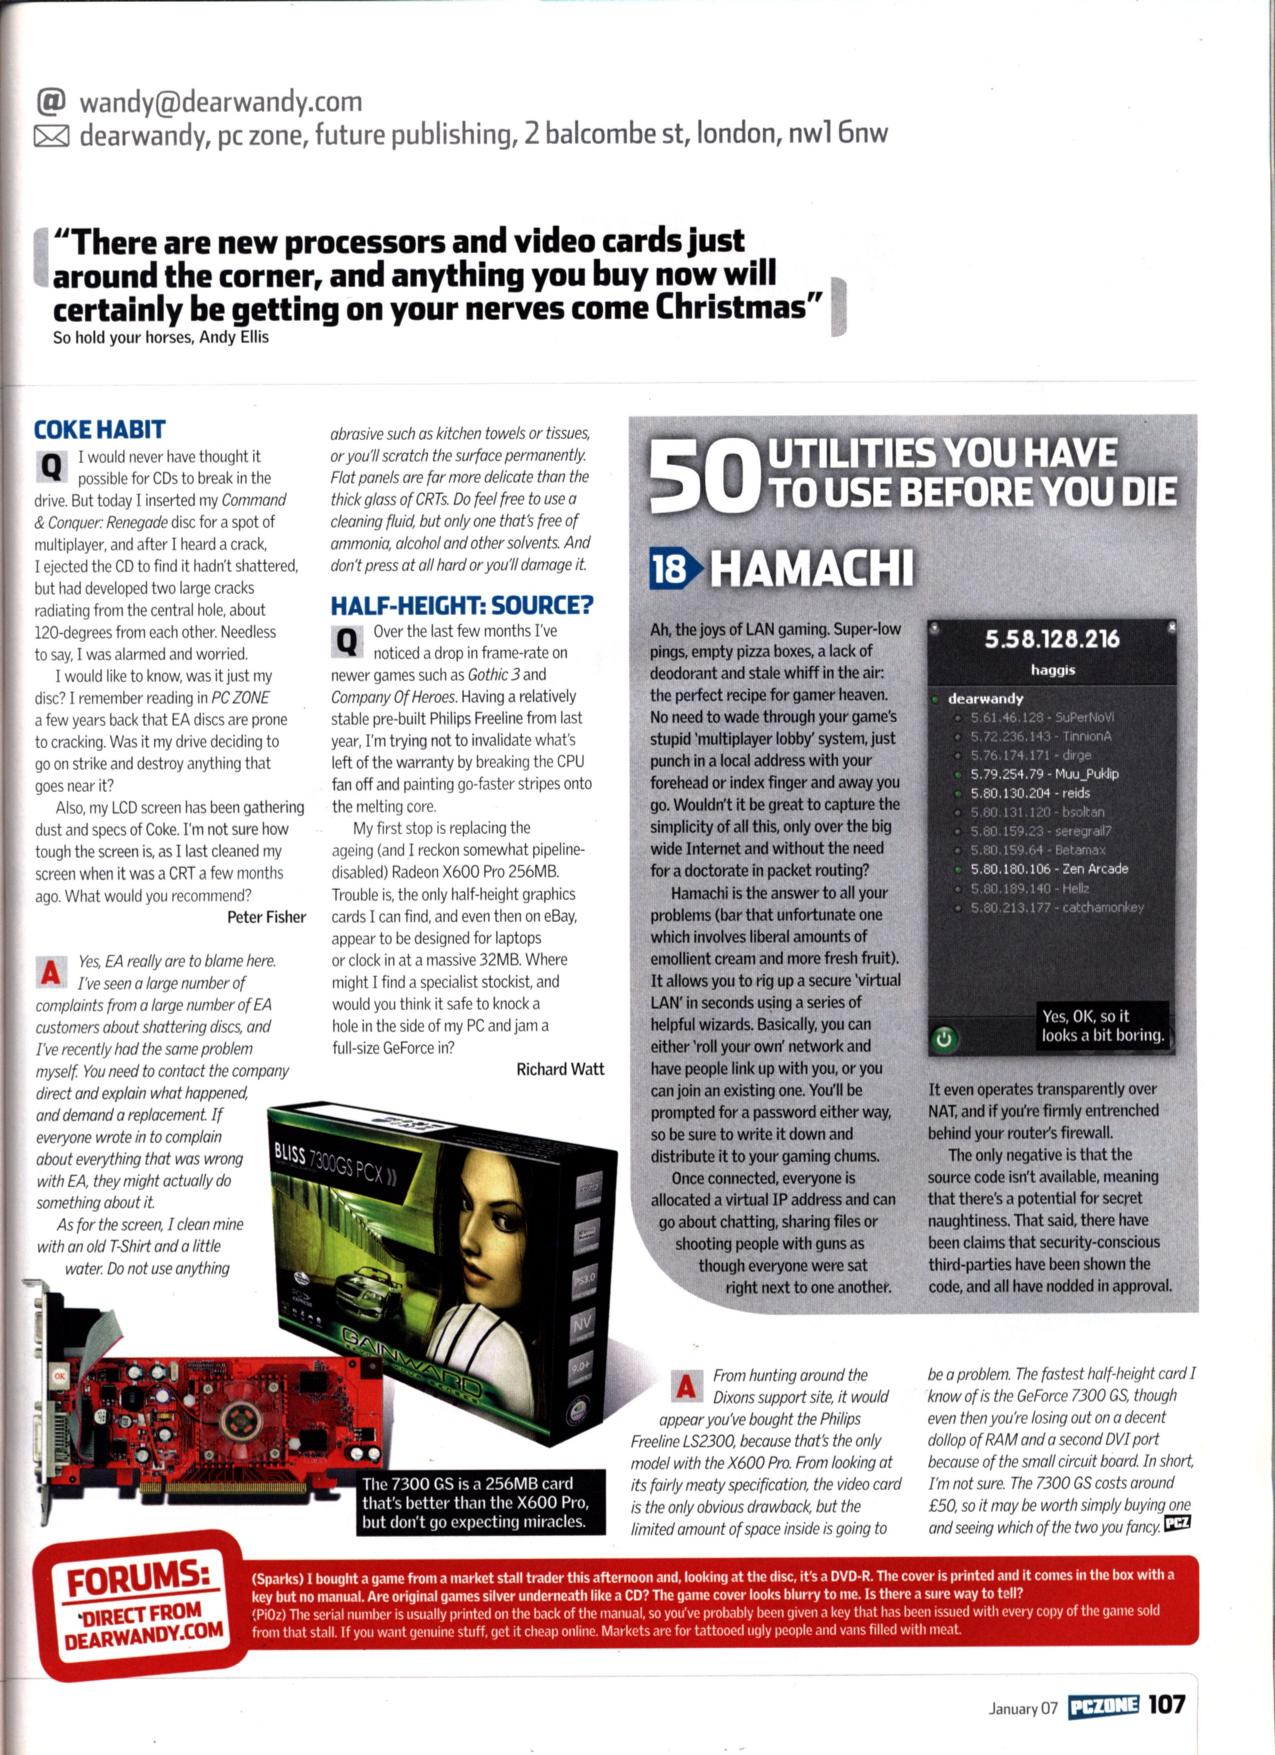 @ wandy@dearwandy.com
dearwandy, pc zone, future publishing, 2 balcombe st, london, nw1 6nw
“There are new processors and video cards just
around the corner, and anything you buy now will
certainly be getting on your nerves come Christmas”
So hold your horses, Andy Ellis
COKE HABIT
Q I would never have thought it
possible for CDs to break in the
drive. But today I inserted my Command
& Conquer: Renegade disc for a spot of
multiplayer, and after I heard a crack,
I ejected the CD to find it hadn't shattered,
but had developed two large cracks
radiating from the central hole, about
120-degrees from each other. Needless
to say, I was alarmed and worried.
I would like to know, was it just my
disc? I remember reading in PC ZONE
a few years back that EA discs are prone
to cracking. Was it my drive deciding to
go on strike and destroy anything that
goes near it?
Also, my LCD screen has been gathering
dust and specs of Coke. I'm not sure how
tough the screen is, as I last cleaned my
screen when it was a CRT a few months
ago. What would you recommend?
Peter Fisher
A Yes, EA really are to blame here.
I've seen a large number of
complaints from a large number of EA
customers about shattering discs, and
I've recently had the same problem
myself. You need to contact the company
direct and explain what happened,
and demand a replacement. If
everyone wrote in to complain
about everything that was wrong
with EA, they might actually do
something about it.
As for the screen, I clean mine
with an old T-Shirt and a little
water. Do not use anything
abrasive such as kitchen towels or tissues,
or you'll scratch the surface permanently.
Flat panels are far more delicate than the
thick glass of CRTs. Do feel free to use a
cleaning fluid, but only one that's free of
ammonia, alcohol and other solvents. And
don't press at all hard or you'll damage it.
HALF-HEIGHT: SOURCE?
Q Over the last few months I've
noticed a drop in frame-rate on
newer games such as Gothic 3 and
Company Of Heroes. Having a relatively
stable pre-built Philips Freeline from last
year, I'm trying not to invalidate what's
left of the warranty by breaking the CPU
fan off and painting go-faster stripes onto
the melting core.
My first stop is replacing the
ageing (and I reckon somewhat pipeline-
disabled) Radeon X600 Pro 256MB.
Trouble is, the only half-height graphics
cards I can find, and even then on eBay,
appear to be designed for laptops
or clock in at a massive 32MB. Where
might I find a specialist stockist, and
would you think it safe to knock a
hole in the side of my PC and jam a
full-size GeForce in?
Richard Watt
BLISS 7300GS PCX
PS3.0
NV
9.0+
GAINWARD
OK
The 7300 GS is a 256MB card
that's better than the X600 Pro,
but don't go expecting miracles.
50 UTILITIES YOU HAVE
TO USE BEFORE YOU DIE
18 HAMACHI
Ah, the joys of LAN gaming. Super-low
pings, empty pizza boxes, a lack of
deodorant and stale whiff in the air:
the perfect recipe for gamer heaven.
No need to wade through your game's
stupid 'multiplayer lobby' system, just
punch in a local address with your
forehead or index finger and away you
go. Wouldn't it be great to capture the
simplicity of all this, only over the big
wide Internet and without the need
for a doctorate in packet routing?
Hamachi is the answer to all your
problems (bar that unfortunate one
which involves liberal amounts of
emollient cream and more fresh fruit).
It allows you to rig up a secure 'virtual
LAN' in seconds using a series of
helpful wizards. Basically, you can
either 'roll your own' network and
have people link up with you, or you
can join an existing one. You'll be
prompted for a password either way,
so be sure to write it down and
distribute it to your gaming chums.
Once connected, everyone is
allocated a virtual IP address and can
go about chatting, sharing files or
shooting people with guns as
though everyone were sat
right next to one another.
5.58.128.216
haggis
dearwandy
5.61.46.128 - SuPerNoVi
5.72.236.143 - TinnionA
5.76.174.171 - dirge
5.79.254.79 - Muu_Puklip
5.80.130.204 - reids
5.80.131.120 - bsoltan
5.80.159.23 - seregrail7
5.80.159.64 - Betamax
5.80.180.106 - Zen Arcade
5.80.189.140 - Hellz
5.80.213.177 - catchamonkey
Yes, OK, so it
looks a bit boring.
It even operates transparently over
NAT, and if you're firmly entrenched
behind your router's firewall.
The only negative is that the
source code isn't available, meaning
that there's a potential for secret
naughtiness. That said, there have
been claims that security-conscious
third-parties have been shown the
code, and all have nodded in approval.
A From hunting around the
Dixons support site, it would
appear you've bought the Philips
Freeline LS2300, because that's the only
model with the X600 Pro. From looking at
its fairly meaty specification, the video card
is the only obvious drawback, but the
limited amount of space inside is going to
be a problem. The fastest half-height card I
know of is the GeForce 7300 GS, though
even then you're losing out on a decent
dollop of RAM and a second DVI port
because of the small circuit board. In short,
I'm not sure. The 7300 GS costs around
£50, so it may be worth simply buying one
and seeing which of the two you fancy. PCZ
FORUMS:
DIRECT FROM
DEARWANDY.COM
(Sparks) I bought a game from a market stall trader this afternoon and, looking at the disc, it's a DVD-R. The cover is printed and it comes in the box with a
key but no manual. Are original games silver underneath like a CD? The game cover looks blurry to me. Is there a sure way to tell?
(PiOz) The serial number is usually printed on the back of the manual, so you've probably been given a key that has been issued with every copy of the game sold
from that stall. If you want genuine stuff, get it cheap online. Markets are for tattooed ugly people and vans filled with meat.
January 07 PCZONE 107